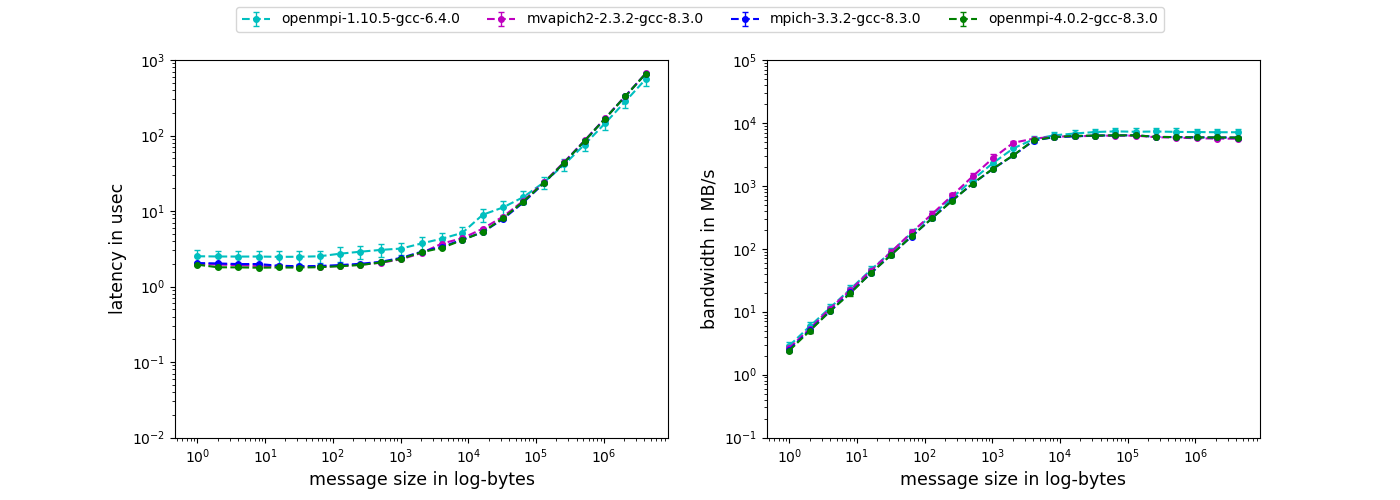 openmpi-1.10.5-gcc-6.4.0 mvapich2-2.3.2-gcc-8.3.0 mpich-3.3.2-gcc-8.3.0 openmpi-4.0.2-gcc-8.3.0
latency in usec
10³
10²
10¹
10⁰
10⁻¹
10⁻²
10⁰ 10¹ 10² 10³ 10⁴ 10⁵ 10⁶
message size in log-bytes
bandwidth in MB/s
10⁵
10⁴
10³
10²
10¹
10⁰
10⁻¹
10⁰ 10¹ 10² 10³ 10⁴ 10⁵ 10⁶
message size in log-bytes